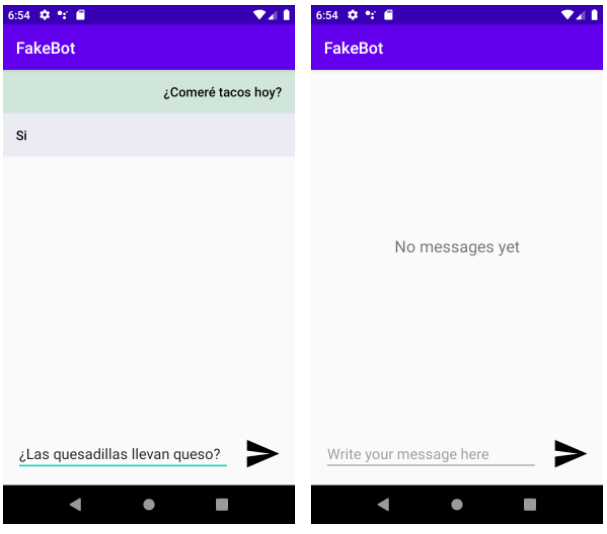 6:54
FakeBot
¿Comeré tacos hoy?
Si
¿Las quesadillas llevan queso?
6:54
FakeBot
No messages yet
Write your message here